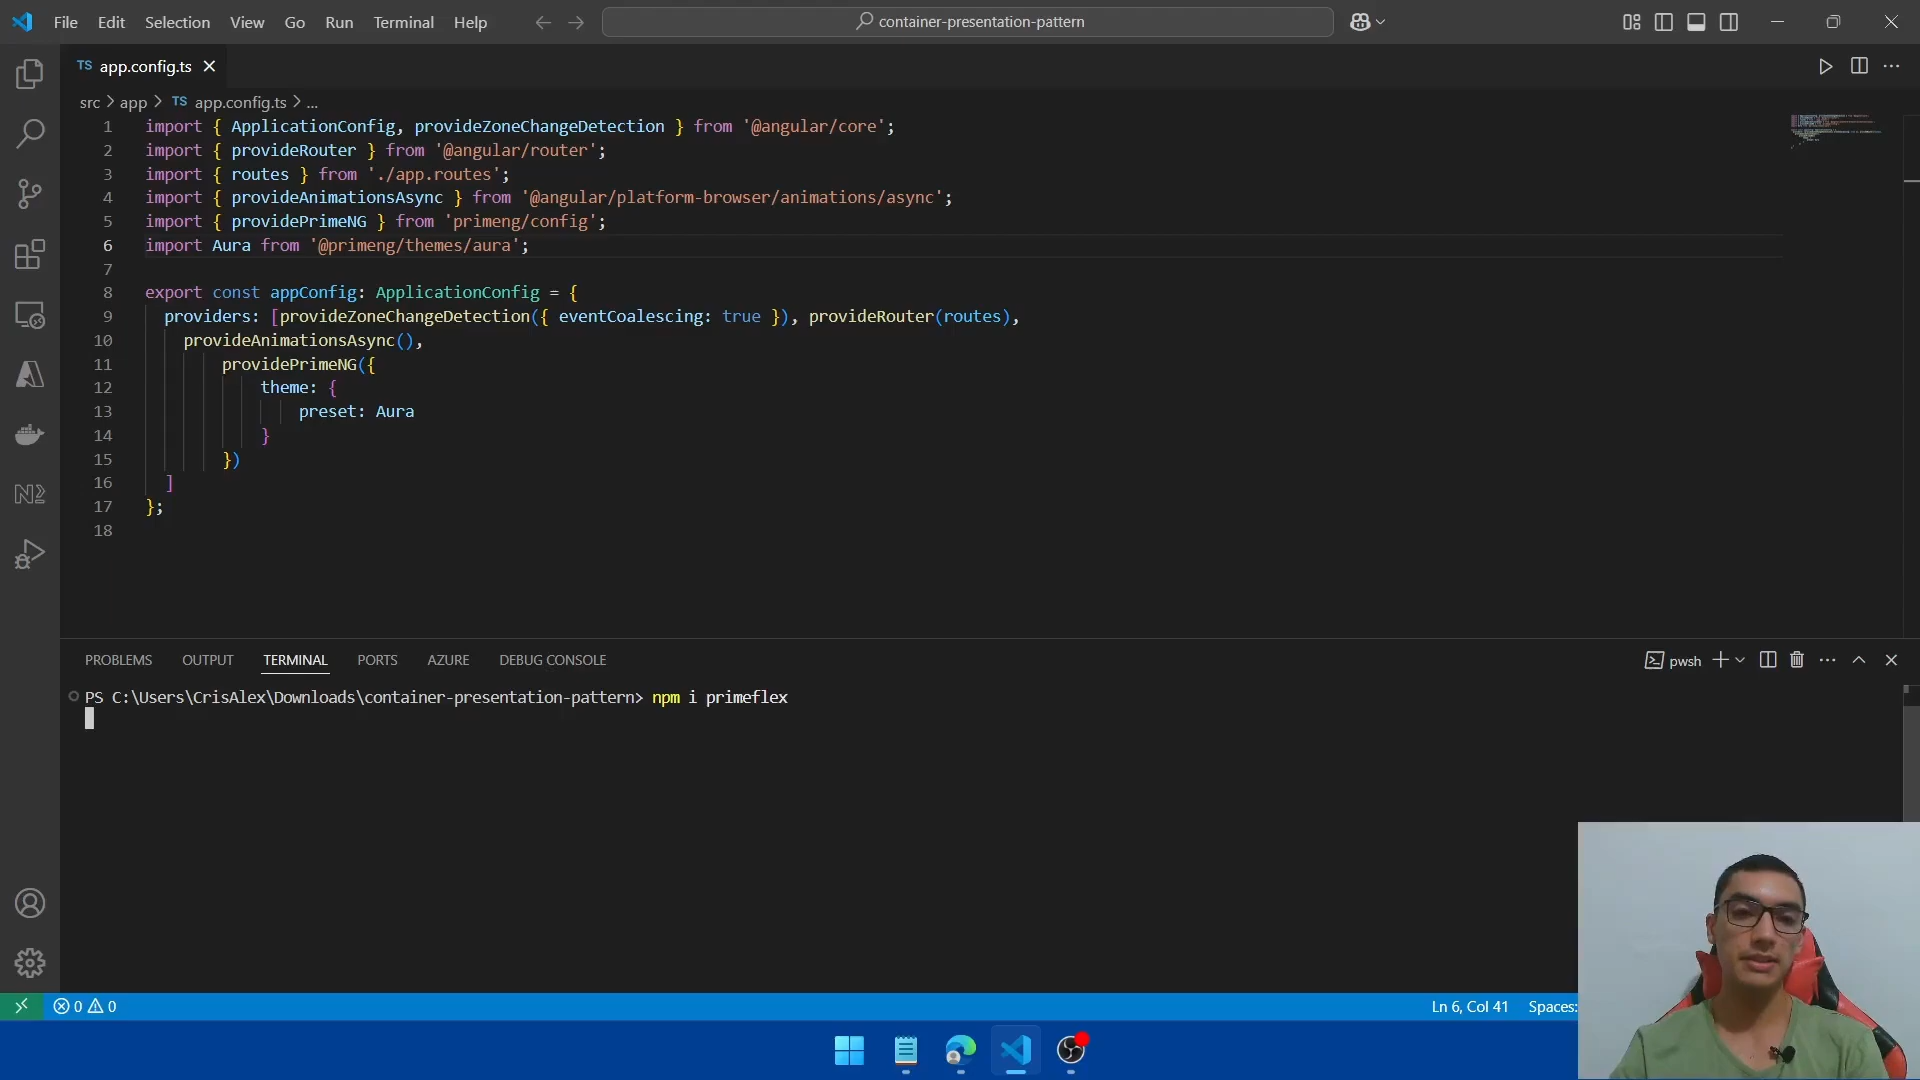 File Edit Selection View Go Run Terminal Help
container-presentation-pattern
TS app.config.ts
src > app > TS app.config.ts > ...
1 import { ApplicationConfig, provideZoneChangeDetection } from '@angular/core';
2 import { provideRouter } from '@angular/router';
3 import { routes } from './app.routes';
4 import { provideAnimationsAsync } from '@angular/platform-browser/animations/async';
5 import { providePrimeNG } from 'primeng/config';
6 import Aura from '@primeng/themes/aura';
7
8 export const appConfig: ApplicationConfig = {
9 providers: [provideZoneChangeDetection({ eventCoalescing: true }), provideRouter(routes),
10 provideAnimationsAsync(),
11 providePrimeNG({
12 theme: {
13 preset: Aura
14 }
15 })
16 ]
17 };
18
PROBLEMS OUTPUT TERMINAL PORTS AZURE DEBUG CONSOLE
pwsh
PS C:\Users\CrisAlex\Downloads\container-presentation-pattern> npm i primeflex
0 0
Ln 6, Col 41 Spaces: